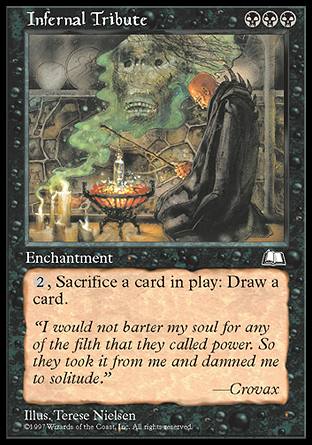 Infernal Tribute
Enchantment
2, Sacrifice a card in play: Draw a
card.
“I would not barter my soul for any
of the filth that they called power. So
they took it from me and damned me
to solitude.”
—Crovax
Illus. Terese Nielsen
©1997 Wizards of the Coast, Inc. All rights reserved.